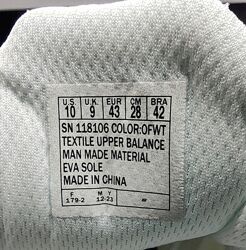 U.S. U.K. EUR CM BRA
10 9 43 28 42
SN 118106 COLOR:OFWT
TEXTILE UPPER BALANCE
MAN MADE MATERIAL
EVA SOLE
MADE IN CHINA
F M Y
179-2 12-23